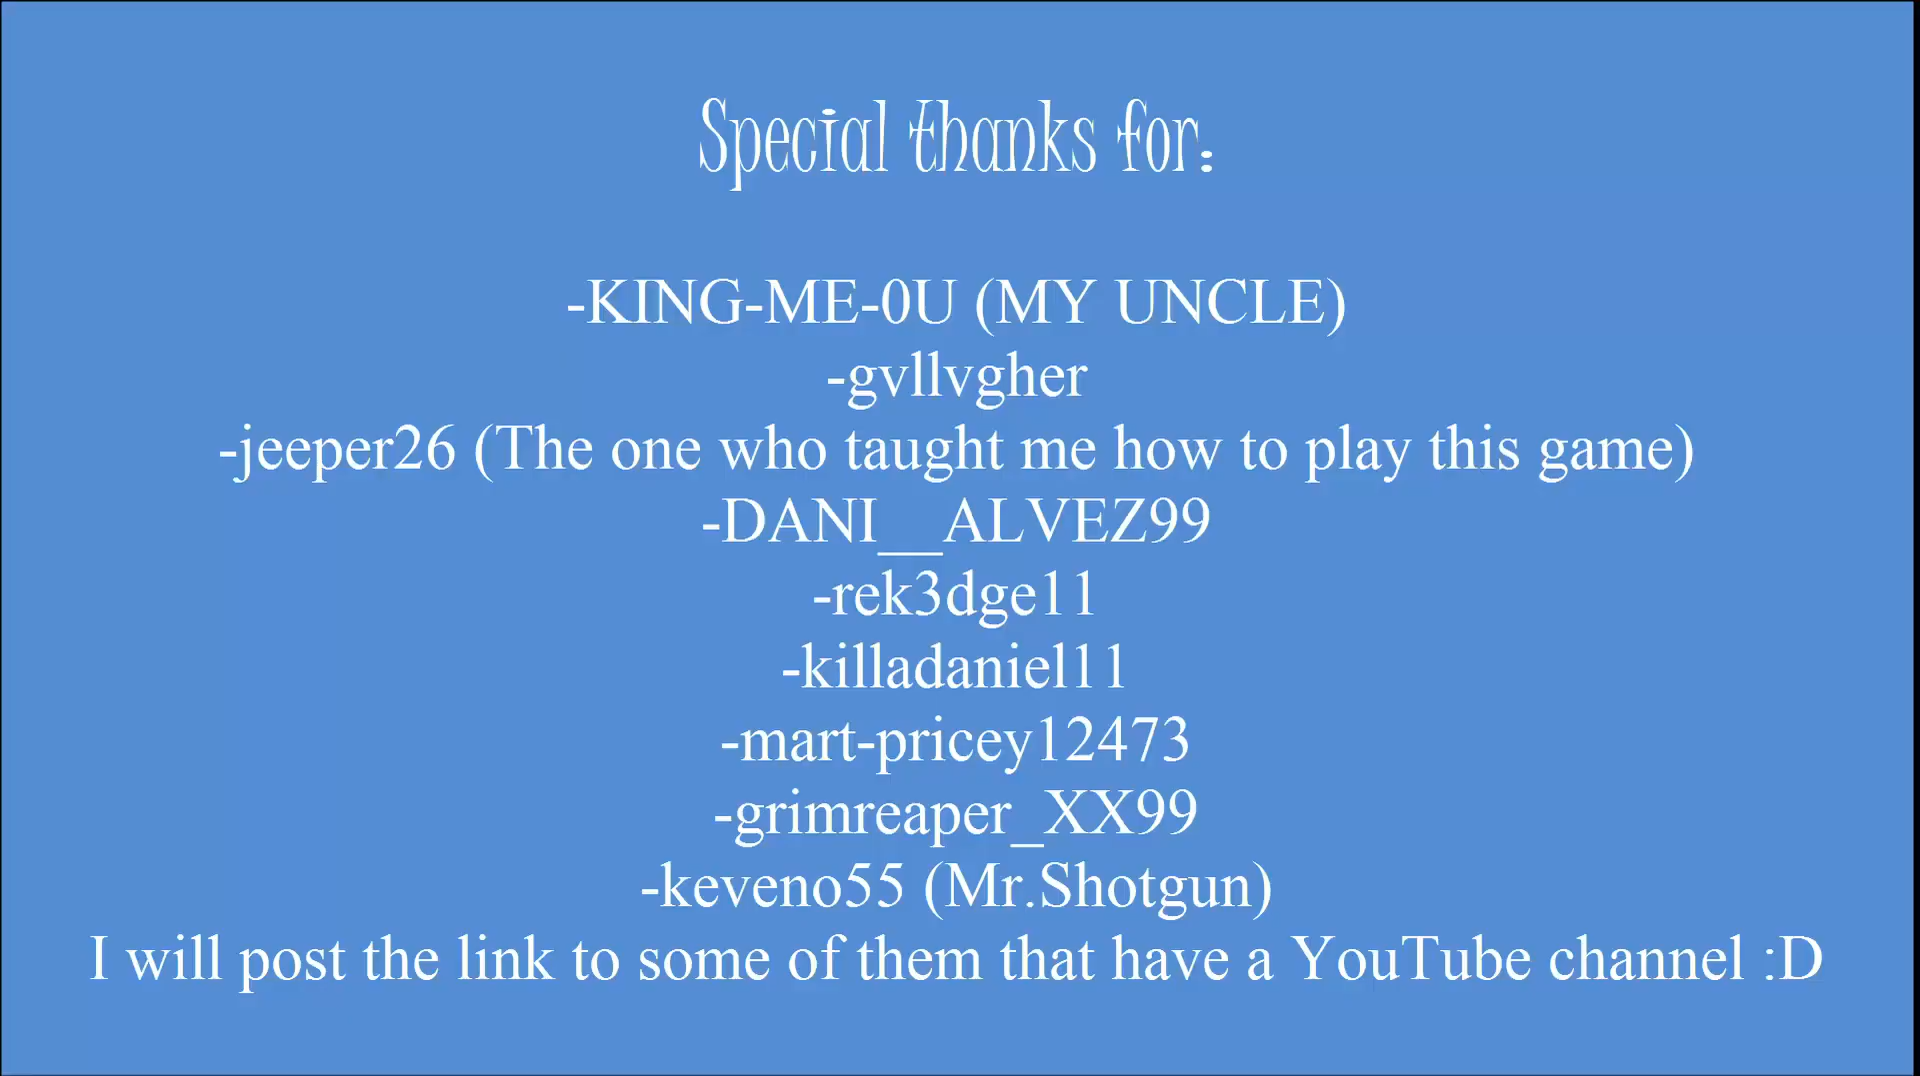 Special thanks for:
-KING-ME-0U (MY UNCLE)
-gvllvgher
-jeeper26 (The one who taught me how to play this game)
-DANI__ALVEZ99
-rek3dge11
-killadaniel11
-mart-pricey12473
-grimreaper_XX99
-keveno55 (Mr.Shotgun)
I will post the link to some of them that have a YouTube channel :D